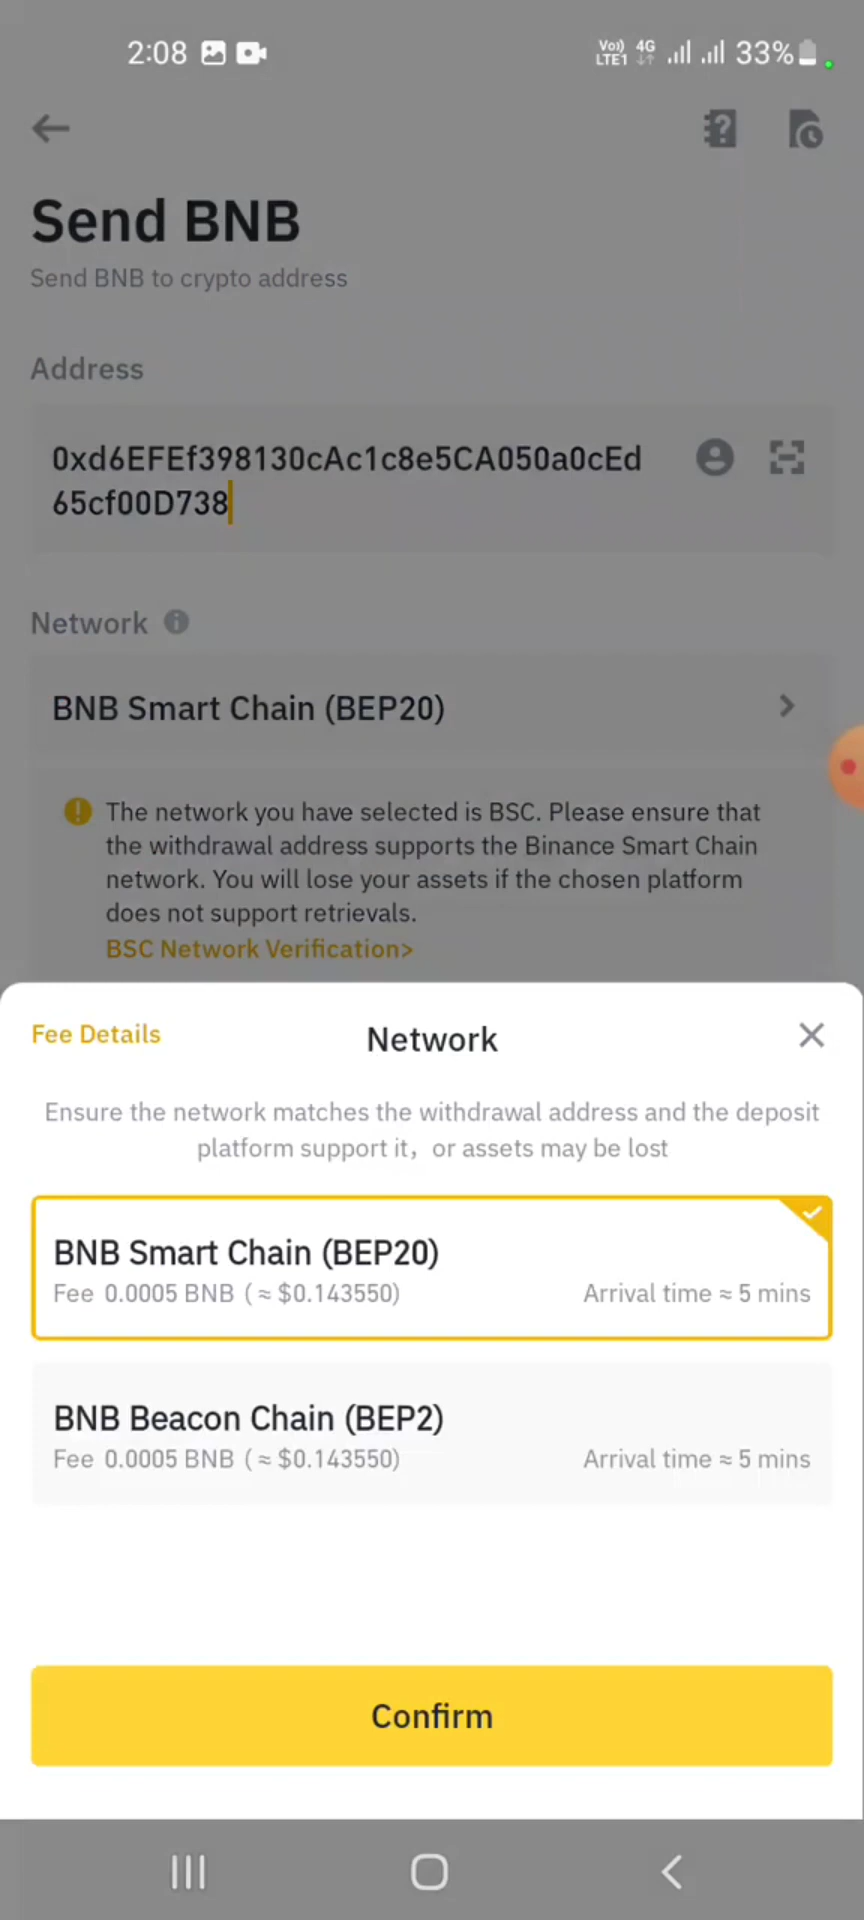 2:08
Vo)) 4G
LTE1
33%
Send BNB
Send BNB to crypto address
Address
0xd6EFEf398130cAc1c8e5CA050a0cEd
65cf00D738
Network
BNB Smart Chain (BEP20)
The network you have selected is BSC. Please ensure that
the withdrawal address supports the Binance Smart Chain
network. You will lose your assets if the chosen platform
does not support retrievals.
BSC Network Verification>
Fee Details
Network
Ensure the network matches the withdrawal address and the deposit
platform support it，or assets may be lost
BNB Smart Chain (BEP20)
Fee 0.0005 BNB ( ≈ $0.143550)
Arrival time ≈ 5 mins
BNB Beacon Chain (BEP2)
Fee 0.0005 BNB ( ≈ $0.143550)
Arrival time ≈ 5 mins
Confirm